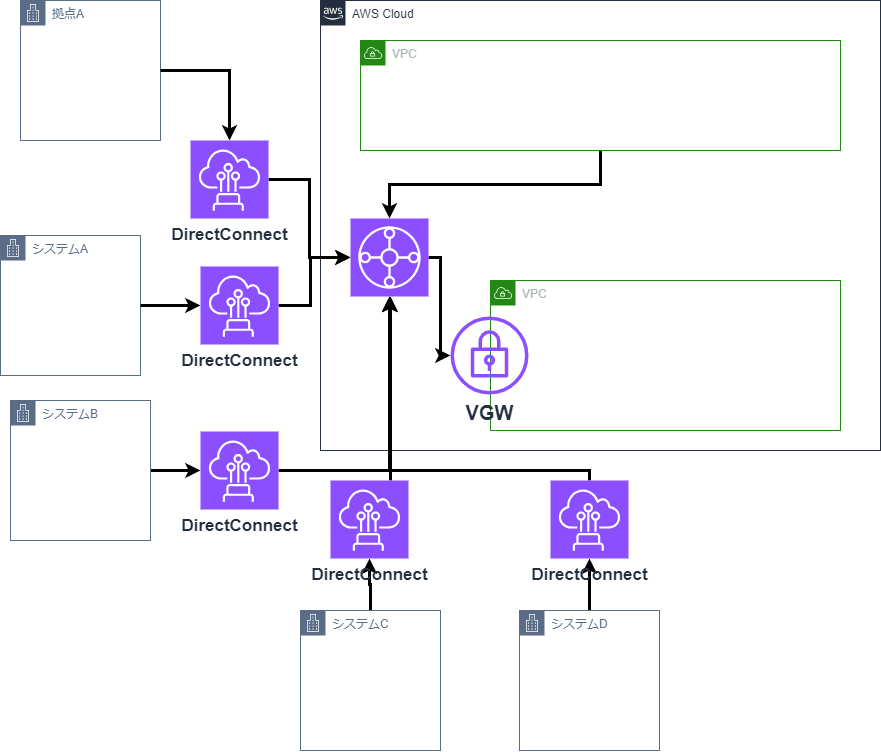 拠点A
aws
AWS Cloud
VPC
DirectConnect
システムA
DirectConnect
VPC
VGW
システムB
DirectConnect
DirectConnect
DirectConnect
システムC
システムD